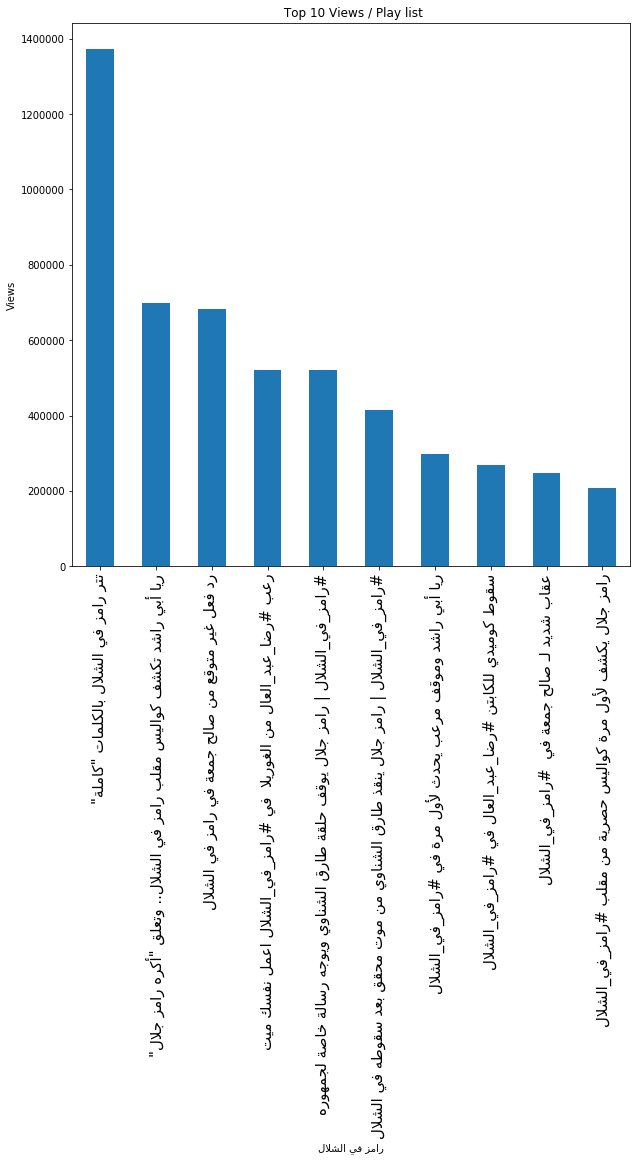 Top 10 Views / Play list
1400000
1200000
1000000
800000
600000
400000
200000
0
Views
تتر رامز في الشلال بالكلمات "كاملة"
ريا أبي راشد تكشف كواليس مقلب رامز في الشلال.. وتعلق "أكره رامز جلال"
رد فعل غير متوقع من صالح جمعة في رامز في الشلال
رعب #رضا_عبد_العال من الغوريلا في #رامز_في_الشلال اعمل نفسك ميت
#رامز_في_الشلال | رامز جلال يوقف حلقة طارق الشناوي ويوجه رسالة خاصة لجمهوره
#رامز_في_الشلال | رامز جلال ينقذ طارق الشناوي من موت محقق بعد سقوطه في الشلال
ريا أبي راشد وموقف مرعب يحدث لأول مرة في #رامز_في_الشلال
سقوط كوميدي للكابتن #رضا_عبد_العال في #رامز_في_الشلال
عقاب شديد لـ صالح جمعة في #رامز_في_الشلال
رامز جلال يكشف لأول مرة كواليس حصرية من مقلب #رامز_في_الشلال
رامز في الشلال